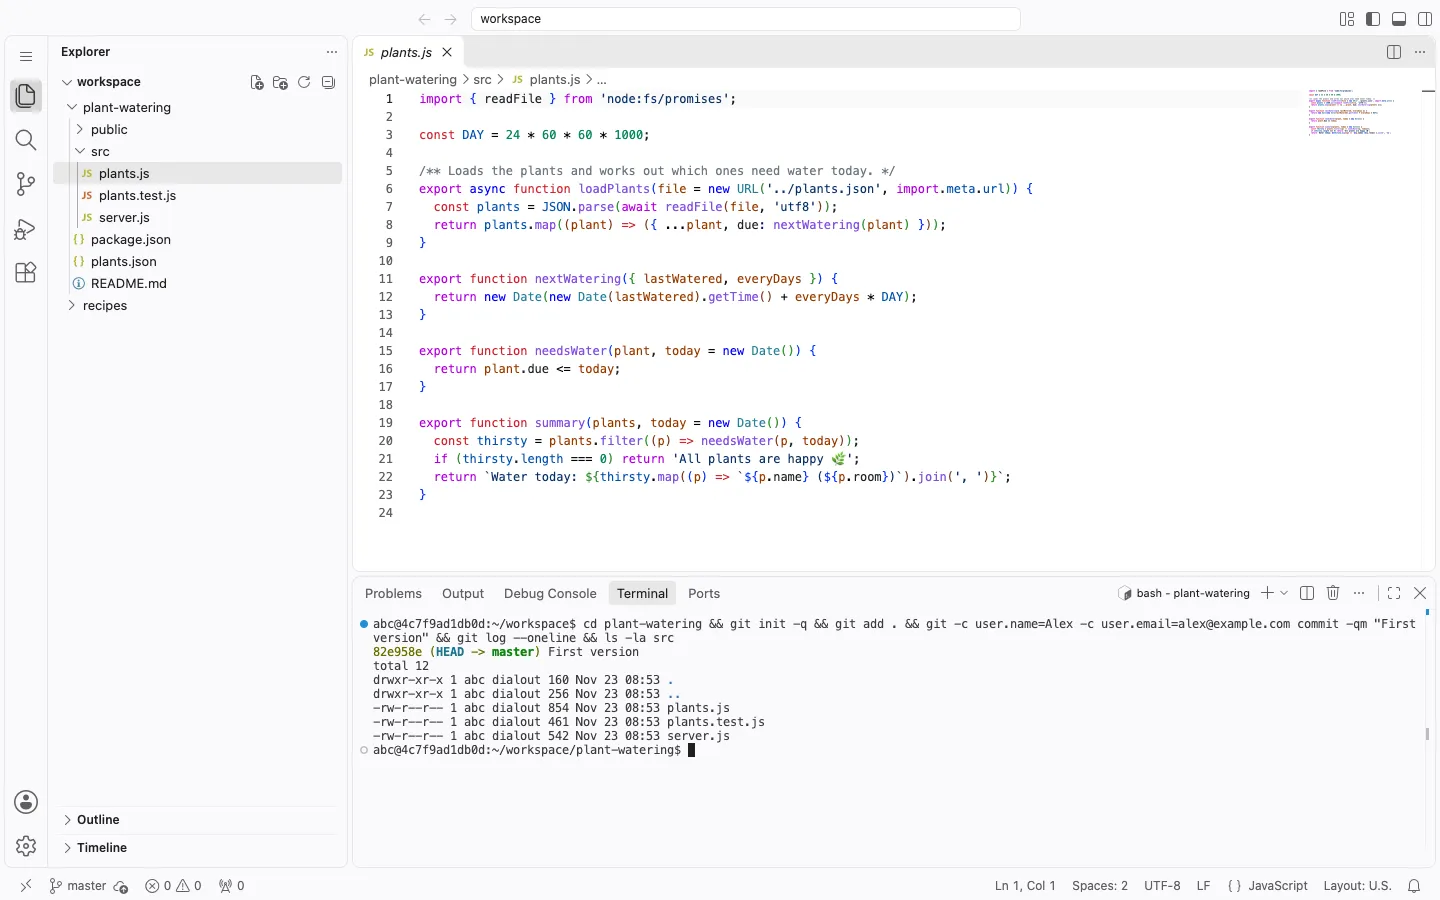 workspace
Explorer
workspace
plant-watering
public
src
JS plants.js
JS plants.test.js
JS server.js
{} package.json
{} plants.json
README.md
recipes
Outline
Timeline
JS plants.js
plant-watering > src > JS plants.js > ...
1 import { readFile } from 'node:fs/promises';
2
3 const DAY = 24 * 60 * 60 * 1000;
4
5 /** Loads the plants and works out which ones need water today. */
6 export async function loadPlants(file = new URL('../plants.json', import.meta.url)) {
7 const plants = JSON.parse(await readFile(file, 'utf8'));
8 return plants.map((plant) => ({ ...plant, due: nextWatering(plant) }));
9 }
10
11 export function nextWatering({ lastWatered, everyDays }) {
12 return new Date(new Date(lastWatered).getTime() + everyDays * DAY);
13 }
14
15 export function needsWater(plant, today = new Date()) {
16 return plant.due <= today;
17 }
18
19 export function summary(plants, today = new Date()) {
20 const thirsty = plants.filter((p) => needsWater(p, today));
21 if (thirsty.length === 0) return 'All plants are happy 🌿';
22 return `Water today: ${thirsty.map((p) => `${p.name} (${p.room})`).join(', ')}`;
23 }
24
Problems Output Debug Console Terminal Ports
bash - plant-watering
abc@4c7f9ad1db0d:~/workspace$ cd plant-watering && git init -q && git add . && git -c user.name=Alex -c user.email=alex@example.com commit -qm "First
version" && git log --oneline && ls -la src
82e958e (HEAD -> master) First version
total 12
drwxr-xr-x 1 abc dialout 160 Nov 23 08:53 .
drwxr-xr-x 1 abc dialout 256 Nov 23 08:53 ..
-rw-r--r-- 1 abc dialout 854 Nov 23 08:53 plants.js
-rw-r--r-- 1 abc dialout 461 Nov 23 08:53 plants.test.js
-rw-r--r-- 1 abc dialout 542 Nov 23 08:53 server.js
abc@4c7f9ad1db0d:~/workspace/plant-watering$
master 0 0 0 Ln 1, Col 1 Spaces: 2 UTF-8 LF {} JavaScript Layout: U.S.